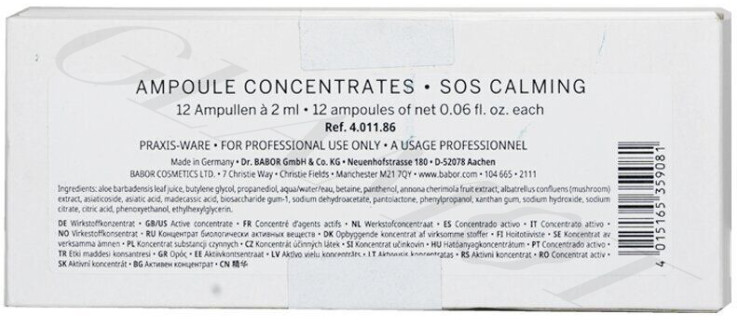 AMPOULE CONCENTRATES • SOS CALMING
12 Ampullen à 2 ml • 12 ampoules of net 0.06 fl. oz. each
Ref. 4.011.86
PRAXIS-WARE • FOR PROFESSIONAL USE ONLY • A USAGE PROFESSIONNEL
Made in Germany • Dr. BABOR GmbH & Co. KG • Neuenhofstrasse 180 • D-52078 Aachen
BABOR COSMETICS LTD. • 7 Christie Way • Christie Fields • Manchester M21 7QY • www.babor.com • 104 665 • 2111
Ingredients: aloe barbadensis leaf juice, butylene glycol, propanediol, aqua/water/eau, betaine, panthenol, annona cherimola fruit extract, albatrellus confluens (mushroom)
extract, asiaticoside, asiatic acid, madecassic acid, biosaccharide gum-1, sodium dehydroacetate, pantolactone, phenylpropanol, xanthan gum, sodium hydroxide, sodium
citrate, citric acid, phenoxyethanol, ethylhexylglycerin.
DE Wirkstoffkonzentrat • GB/US Active concentrate • FR Concentré d'agents actifs • NL Werkstofconcentraat • ES Concentrado activo • IT Concentrato attivo •
NO Virkestoffkonsentrat • RU Концентрат биологически активных веществ • DK Opbyggende koncentrat af virksomme stoffer • FI Hoitotiiviste • SE Koncentrat av
verksamma ämnen • PL Koncentrat substancji czynnych • CZ Koncentrát účinných látek • SI Koncentrat učinkovin • HU Hatóanyagkoncentrátum • PT Concentrado activo •
TR Etki maddesi konsantresi • GR Ορός • EE Aktiivkontsentraat • LV Aktīvo vielu koncentrāts • LT Aktyvusis koncentratas • RS Aktivni koncentrat • RO Concentrat activ •
SK Aktívni koncentrát • BG Активен концентрат • CN 精华
4 015165 359081